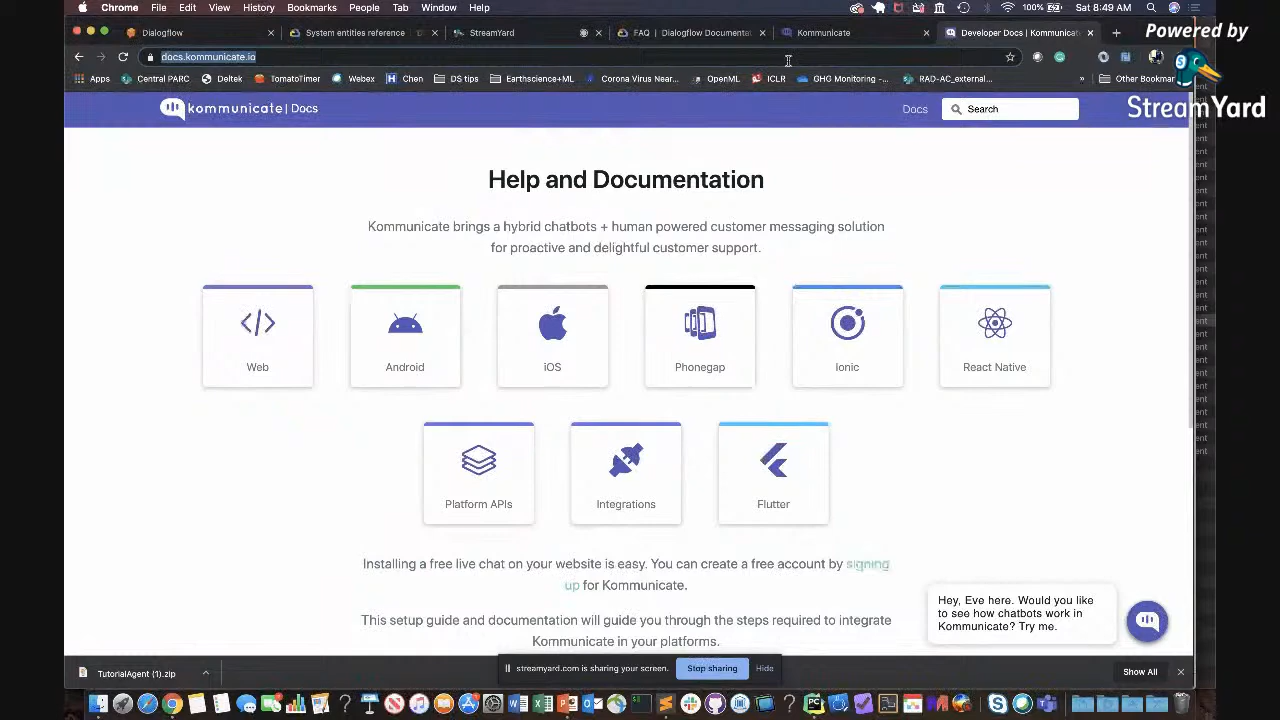 Chrome File Edit View History Bookmarks People Tab Window Help 100% Sat 8:49 AM
Powered by
StreamYard
Dialogflow System entities reference StreamYard FAQ | Dialogflow Documentat Kommunicate Developer Docs | Kommunicat
docs.kommunicate.io
Apps Central PARC Deltek TomatoTimer Webex Chen DS tips Earthscience+ML Corona Virus Near... OpenML ICLR GHG Monitoring -... RAD-AC_external... » Other Bookmar
kommunicate | Docs
Docs Search
Help and Documentation
Kommunicate brings a hybrid chatbots + human powered customer messaging solution
for proactive and delightful customer support.
Web Android iOS Phonegap Ionic React Native
Platform APIs Integrations Flutter
Installing a free live chat on your website is easy. You can create a free account by signing
up for Kommunicate.
This setup guide and documentation will guide you through the steps required to integrate
Kommunicate in your platforms.
Hey, Eve here. Would you like
to see how chatbots work in
Kommunicate? Try me.
streamyard.com is sharing your screen. Stop sharing Hide
TutorialAgent (1).zip Show All